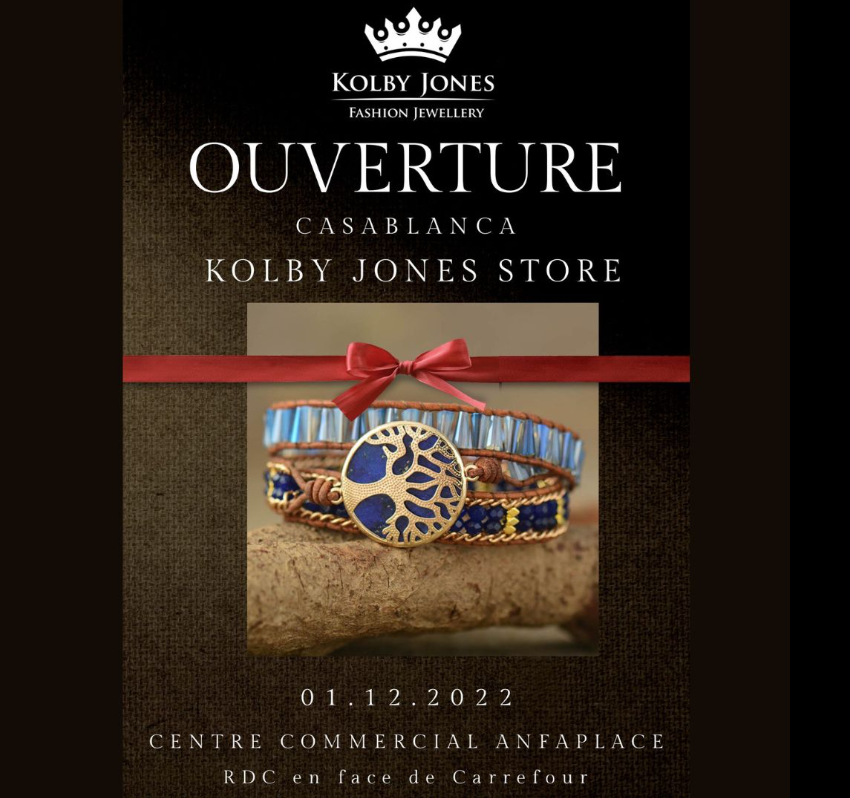 KOLBY JONES
FASHION JEWELLERY
OUVERTURE
CASABLANCA
KOLBY JONES STORE
01.12.2022
CENTRE COMMERCIAL ANFAPLACE
RDC en face de Carrefour